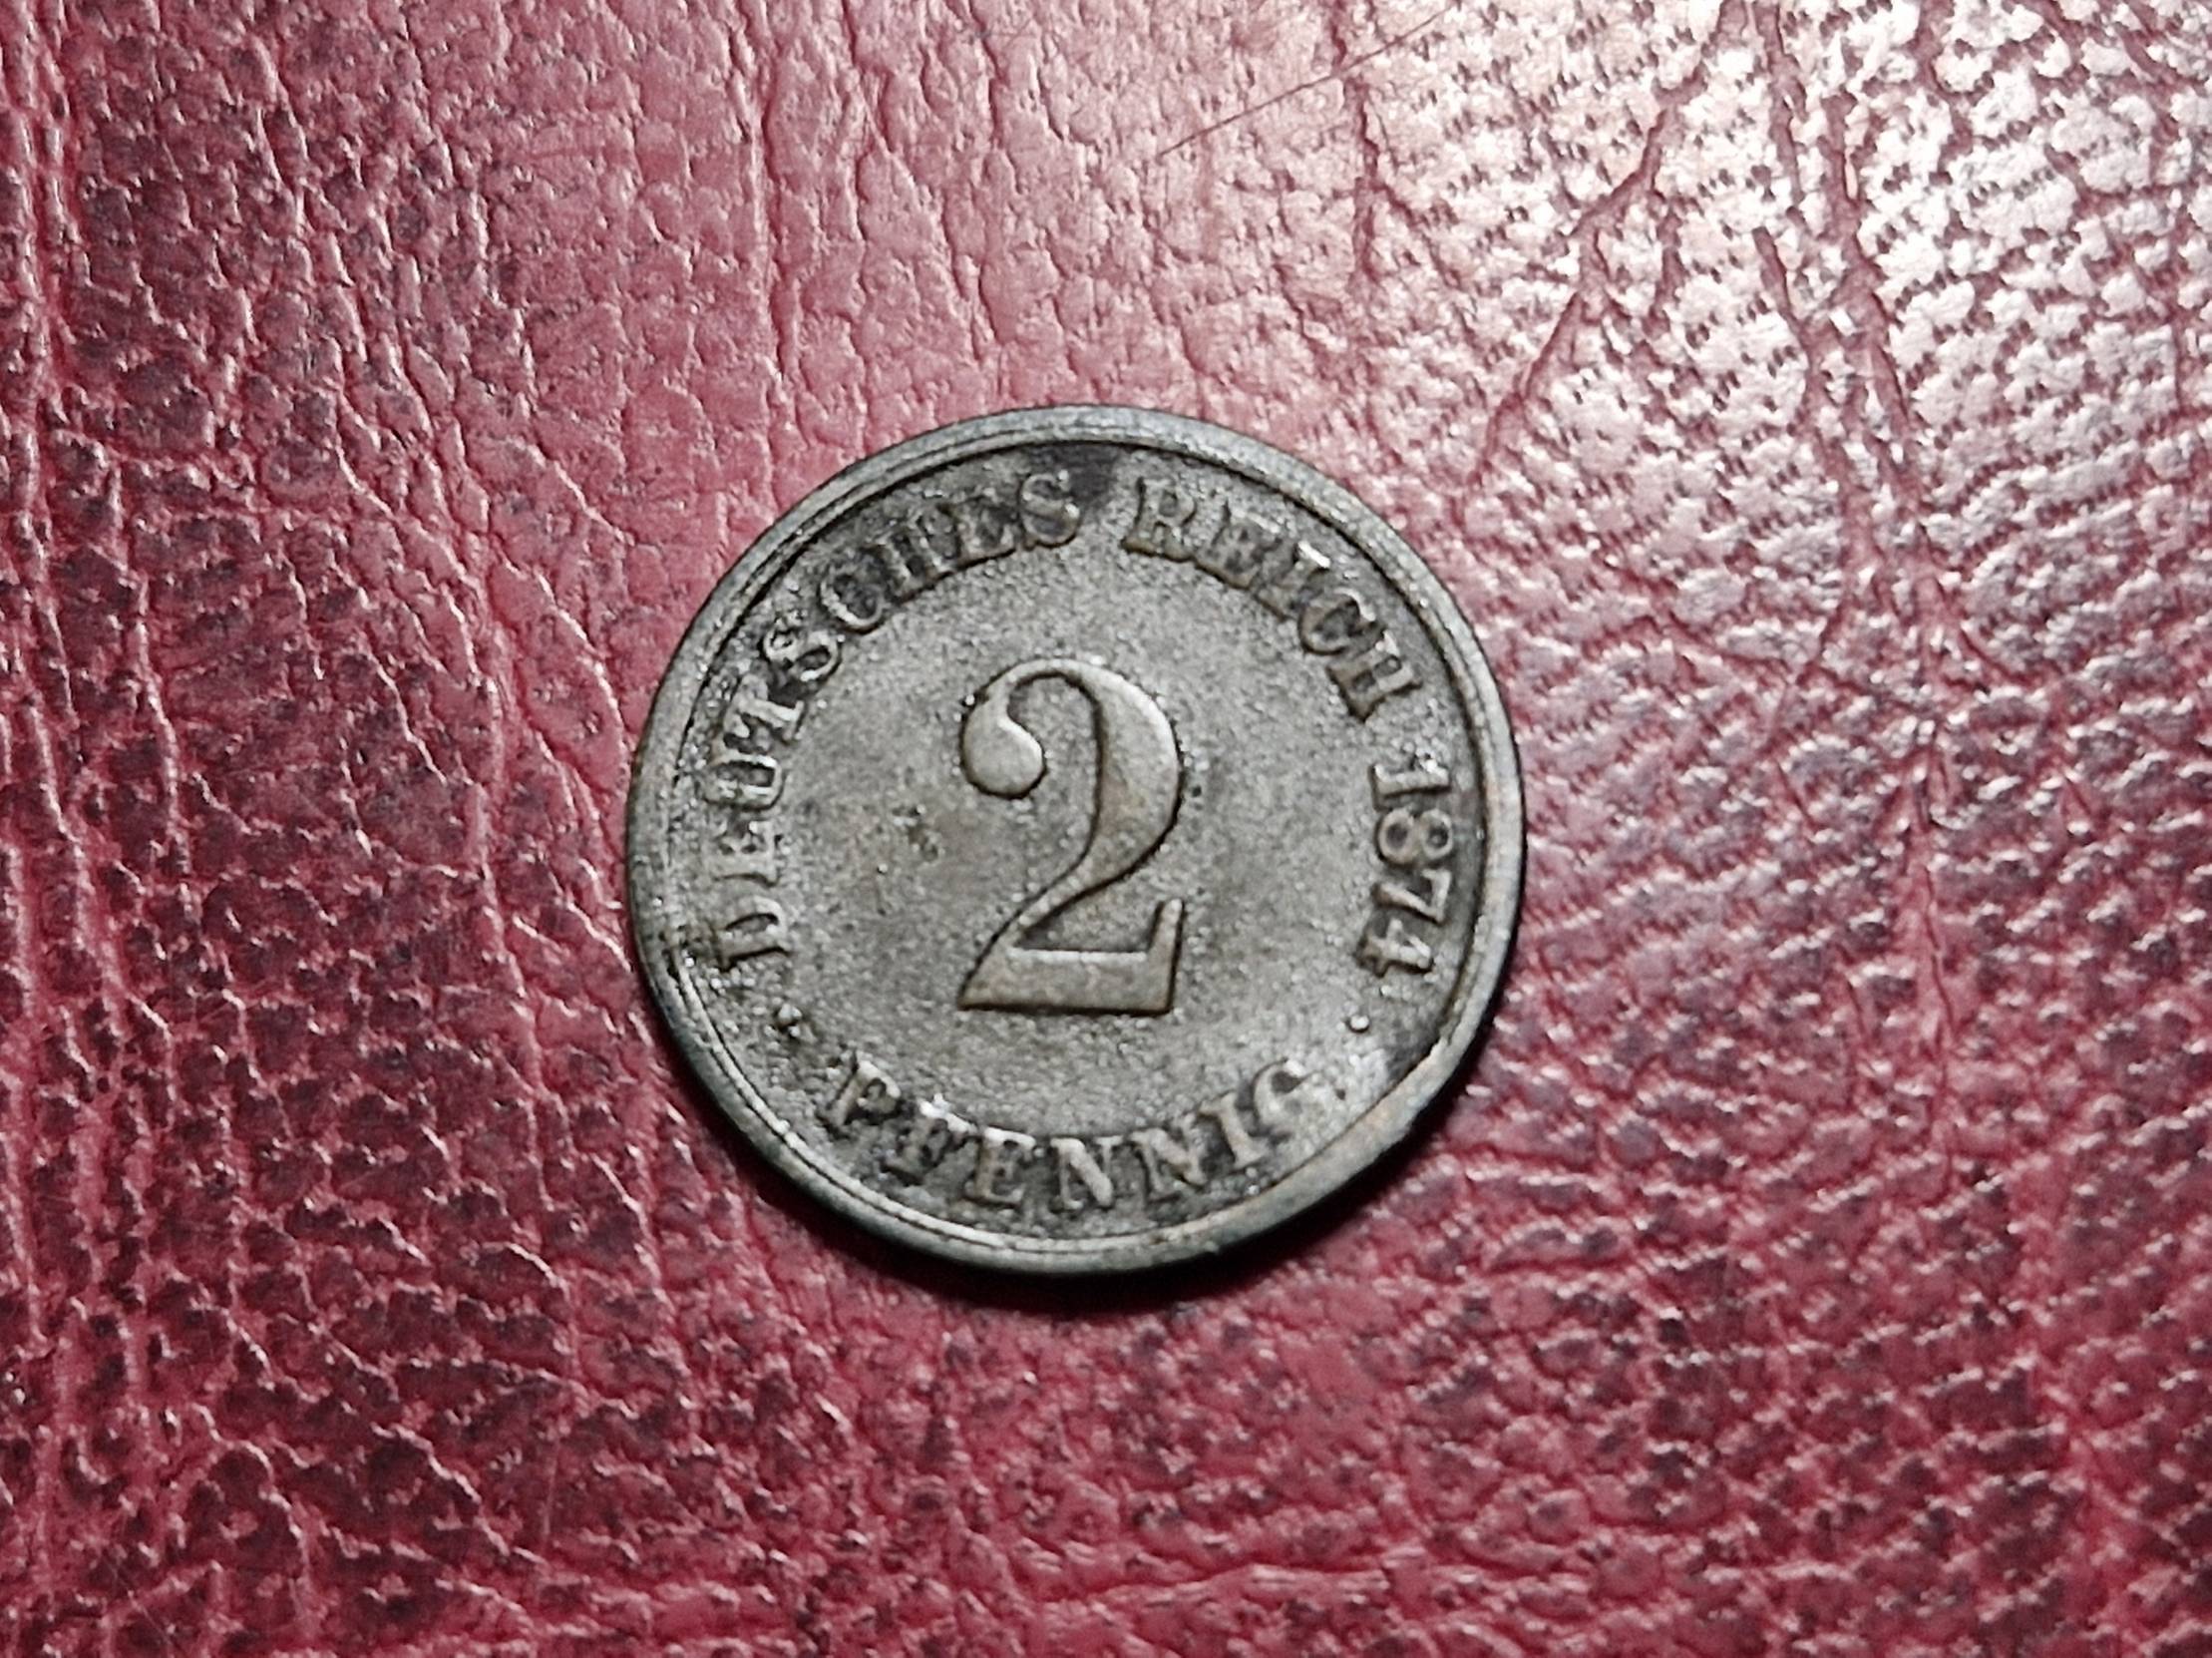 DEUTSCHES REICH 1874
2
· PFENNIG ·